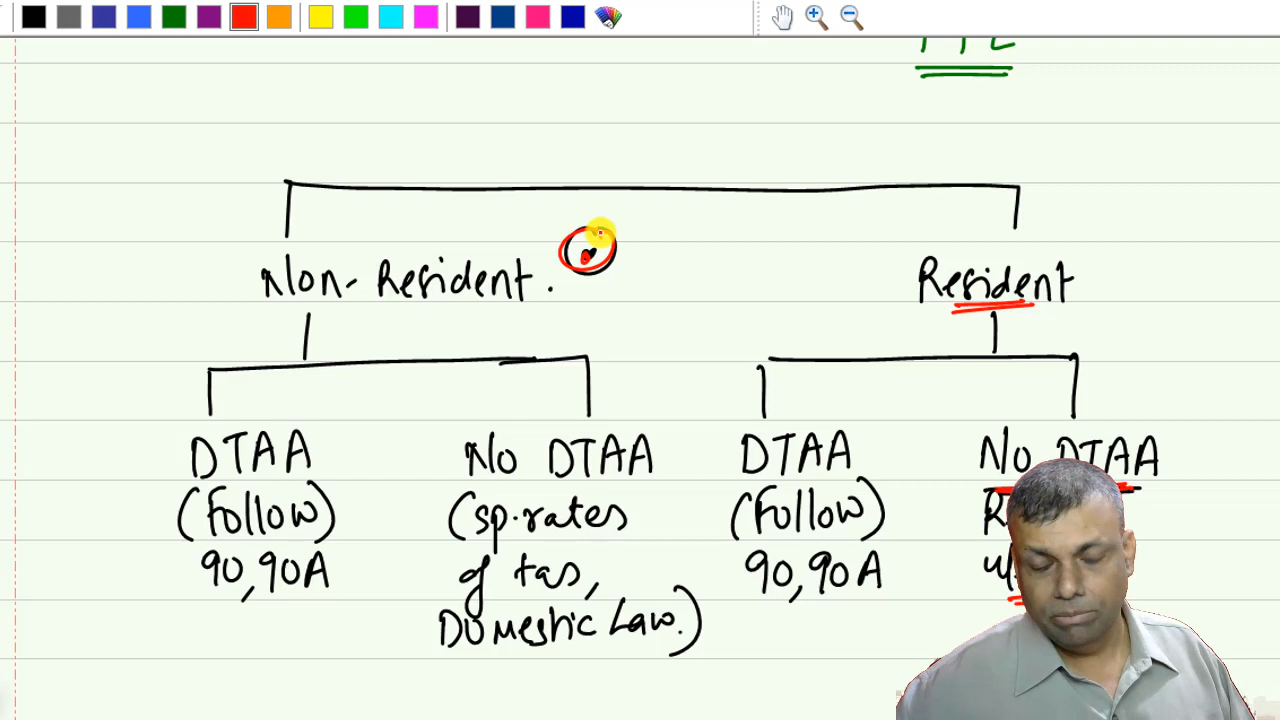 Non-Resident.
Resident
DTAA
(Follow)
90,90A
No DTAA
(sp.rates
of tas,
Domestic Law.)
DTAA
(Follow)
90,90A
No DTAA